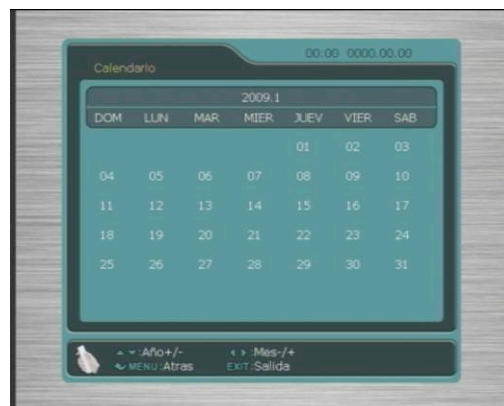 00:00 0000.00.00
Calendario
2009.1
DOM LUN MAR MIER JUEV VIER SAB
01 02 03
04 05 06 07 08 09 10
11 12 13 14 15 16 17
18 19 20 21 22 23 24
25 26 27 28 29 30 31
:Año+/- :Mes-/+
MENU:Atras EXIT:Salida